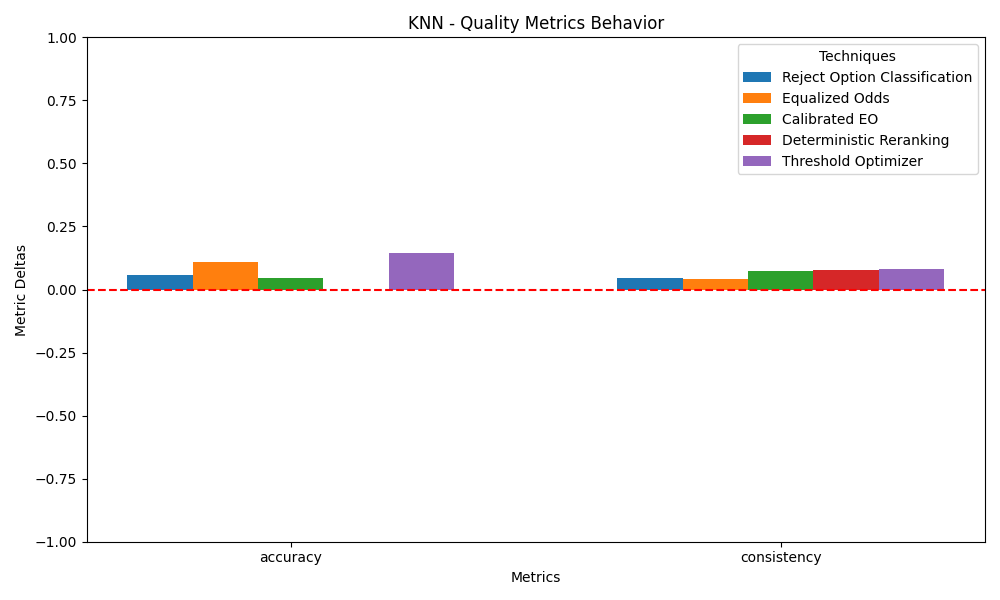 KNN - Quality Metrics Behavior
Techniques
Reject Option Classification
Equalized Odds
Calibrated EO
Deterministic Reranking
Threshold Optimizer
Metric Deltas
1.00
0.75
0.50
0.25
0.00
−0.25
−0.50
−0.75
−1.00
accuracy
consistency
Metrics